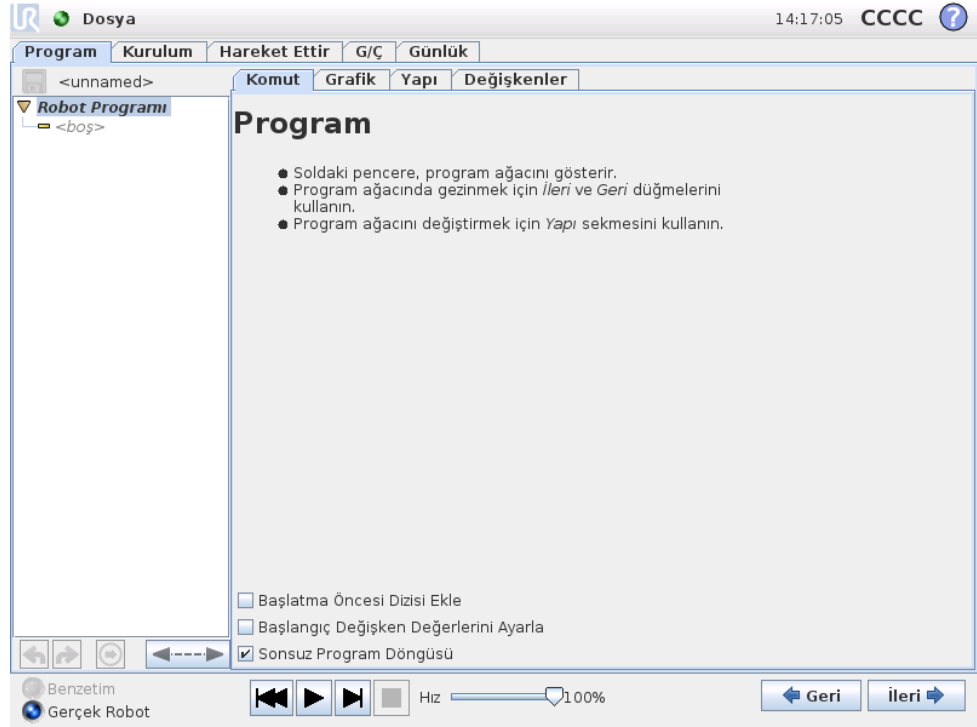 UR Dosya 14:17:05 CCCC ?
Program Kurulum Hareket Ettir G/Ç Günlük
<unnamed> Komut Grafik Yapı Değişkenler
Robot Programı
<boş>
Program
Soldaki pencere, program ağacını gösterir.
Program ağacında gezinmek için İleri ve Geri düğmelerini
kullanın.
Program ağacını değiştirmek için Yapı sekmesini kullanın.
Başlatma Öncesi Dizisi Ekle
Başlangıç Değişken Değerlerini Ayarla
Sonsuz Program Döngüsü
Benzetim
Gerçek Robot
Hız 100% Geri İleri